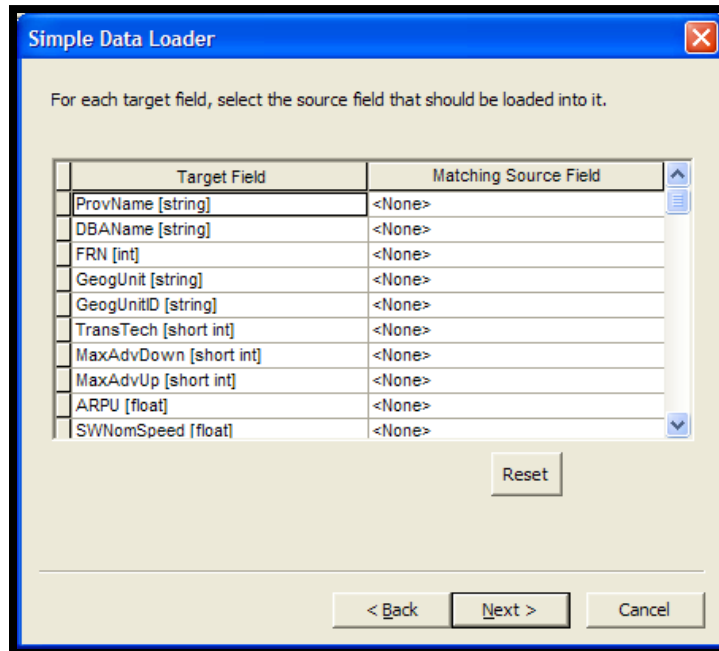 Simple Data Loader
For each target field, select the source field that should be loaded into it.
Target Field Matching Source Field
ProvName [string] <None>
DBAName [string] <None>
FRN [int] <None>
GeogUnit [string] <None>
GeogUnitID [string] <None>
TransTech [short int] <None>
MaxAdvDown [short int] <None>
MaxAdvUp [short int] <None>
ARPU [float] <None>
SWNomSpeed [float] <None>
Reset
< Back Next > Cancel